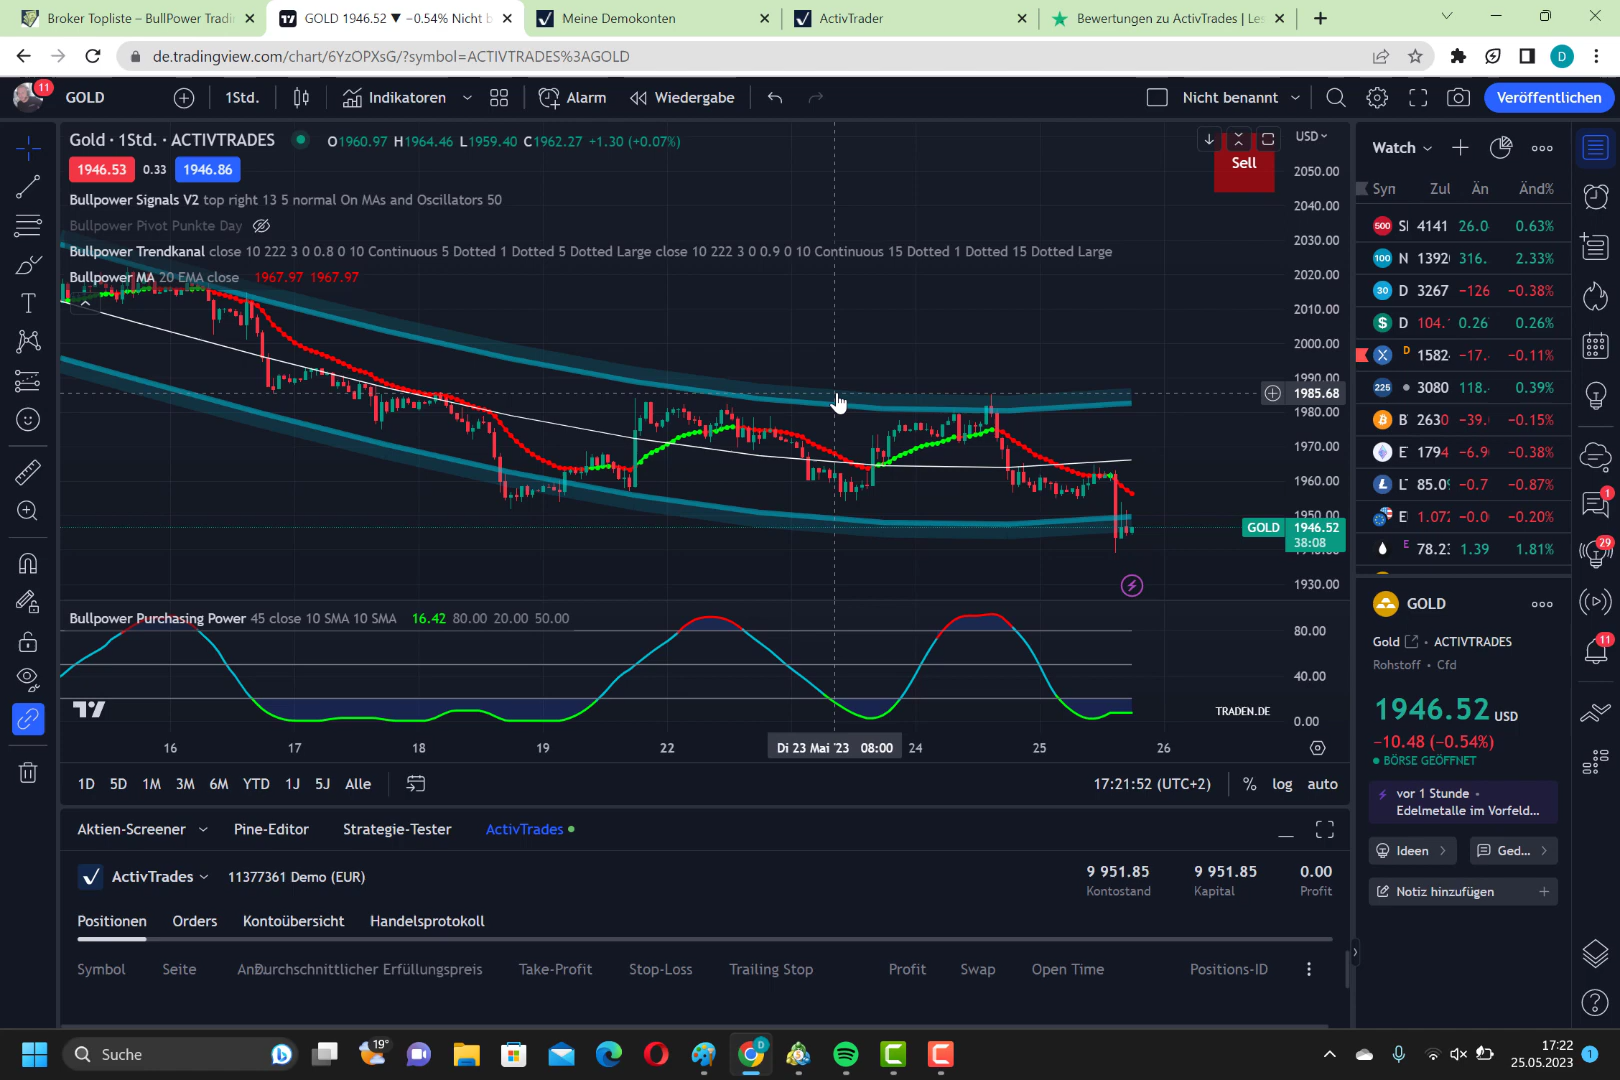 Broker Topliste – BullPower Tradi
GOLD 1946.52 ▼ −0.54% Nicht b
Meine Demokonten
ActivTrader
Bewertungen zu ActivTrades | Les
de.tradingview.com/chart/6YzOPXsG/?symbol=ACTIVTRADES%3AGOLD
D
11
GOLD
1Std.
Indikatoren
Alarm
Wiedergabe
Nicht benannt
Veröffentlichen
Gold · 1Std. · ACTIVTRADES
O1960.97 H1964.46 L1959.40 C1962.27 +1.30 (+0.07%)
1946.53 0.33 1946.86
Bullpower Signals V2 top right 13 5 normal On MAs and Oscillators 50
Bullpower Pivot Punkte Day
Bullpower Trendkanal close 10 222 3 0 0.8 0 10 Continuous 5 Dotted 1 Dotted 5 Dotted Large close 10 222 3 0 0.9 0 10 Continuous 15 Dotted 1 Dotted 15 Dotted Large
Bullpower MA 20 EMA close 1967.97 1967.97
Sell
USD
2050.00
2040.00
2030.00
2020.00
2010.00
2000.00
1990.00
1985.68
1980.00
1970.00
1960.00
1950.00
GOLD 1946.52
38:08
1930.00
Bullpower Purchasing Power 45 close 10 SMA 10 SMA 16.42 80.00 20.00 50.00
80.00
40.00
0.00
TRADEN.DE
16 17 18 19 22 Di 23 Mai '23 08:00 24 25 26
1D 5D 1M 3M 6M YTD 1J 5J Alle
17:21:52 (UTC+2) % log auto
Aktien-Screener Pine-Editor Strategie-Tester ActivTrades
ActivTrades 11377361 Demo (EUR)
9 951.85 9 951.85 0.00
Kontostand Kapital Profit
Positionen Orders Kontoübersicht Handelsprotokoll
Symbol Seite Durchschnittlicher Erfüllungspreis Take-Profit Stop-Loss Trailing Stop Profit Swap Open Time Positions-ID
Watch
Syn Zul Än Änd%
500 SI 4141 26.0 0.63%
100 N 1392 316. 2.33%
30 D 3267 −126 −0.38%
$ D 104. 0.26 0.26%
X D 1582 −17. −0.11%
225 3080 118. 0.39%
B 2630 −39. −0.15%
E 1794 −6.9 −0.38%
L 85.0 −0.7 −0.87%
E 1.07 −0.0 −0.20%
E 78.2 1.39 1.81%
GOLD
Gold · ACTIVTRADES
Rohstoff · Cfd
1946.52 USD
−10.48 (−0.54%)
BÖRSE GEÖFFNET
vor 1 Stunde
Edelmetalle im Vorfeld...
Ideen
Ged...
Notiz hinzufügen
1
29
11
Suche
19°
D
17:22
25.05.2023
1